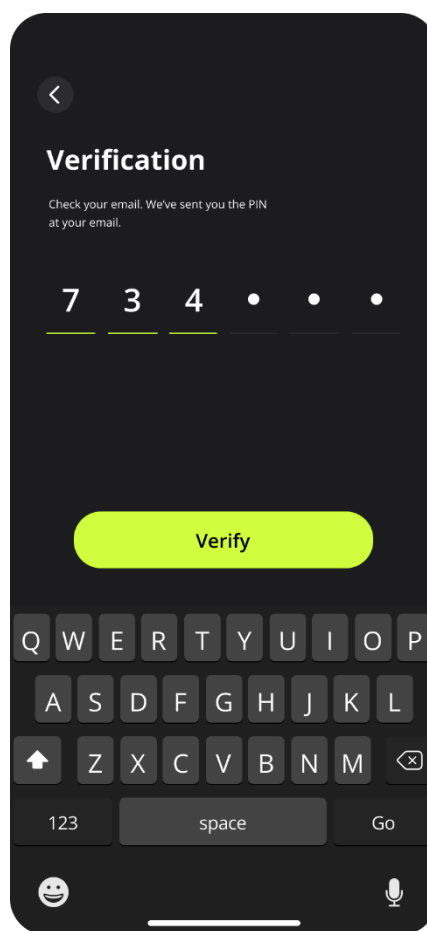 Verification
Check your email. We've sent you the PIN
at your email.
7 3 4 • • •
Verify
Q W E R T Y U I O P
A S D F G H J K L
Z X C V B N M
123 space Go